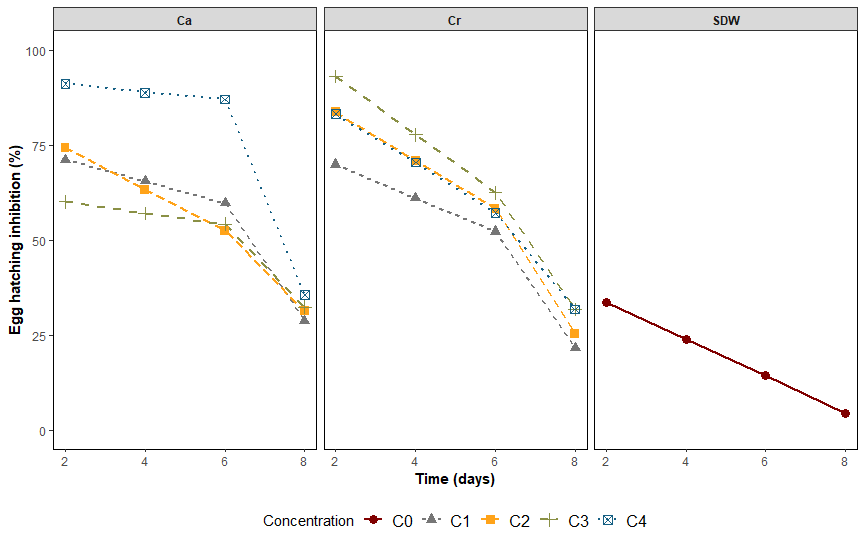 Ca Cr SDW
Egg hatching inhibition (%)
100
75
50
25
0
2 4 6 8 2 4 6 8 2 4 6 8
Time (days)
Concentration C0 C1 C2 C3 C4